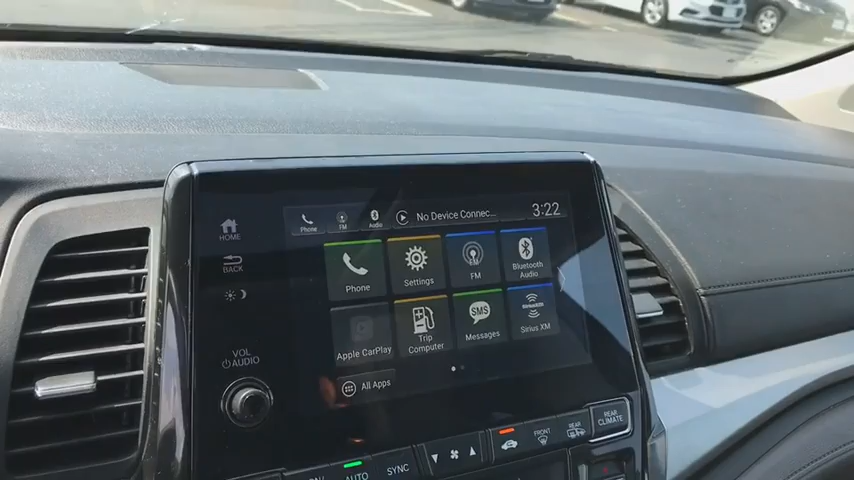 HOME
BACK
VOL
AUDIO
Phone
FM
Audio
No Device Connec...
3:22
Phone
Settings
FM
Bluetooth
Audio
Apple CarPlay
Trip
Computer
SMS
Messages
SiriusXM
Sirius XM
All Apps
AUTO
SYNC
FRONT
REAR
REAR
CLIMATE